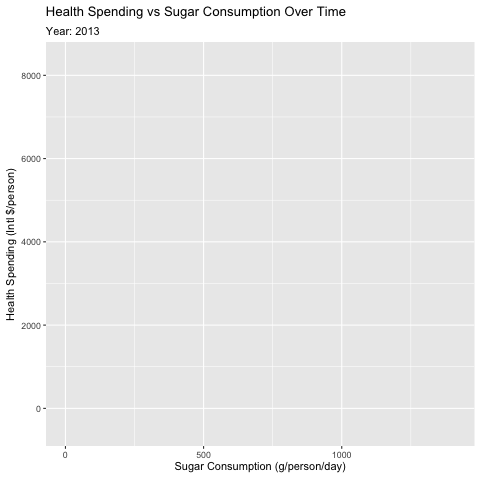 Health Spending vs Sugar Consumption Over Time
Year: 2013
8000
6000
4000
2000
0
Health Spending (Intl $/person)
0 500 1000
Sugar Consumption (g/person/day)